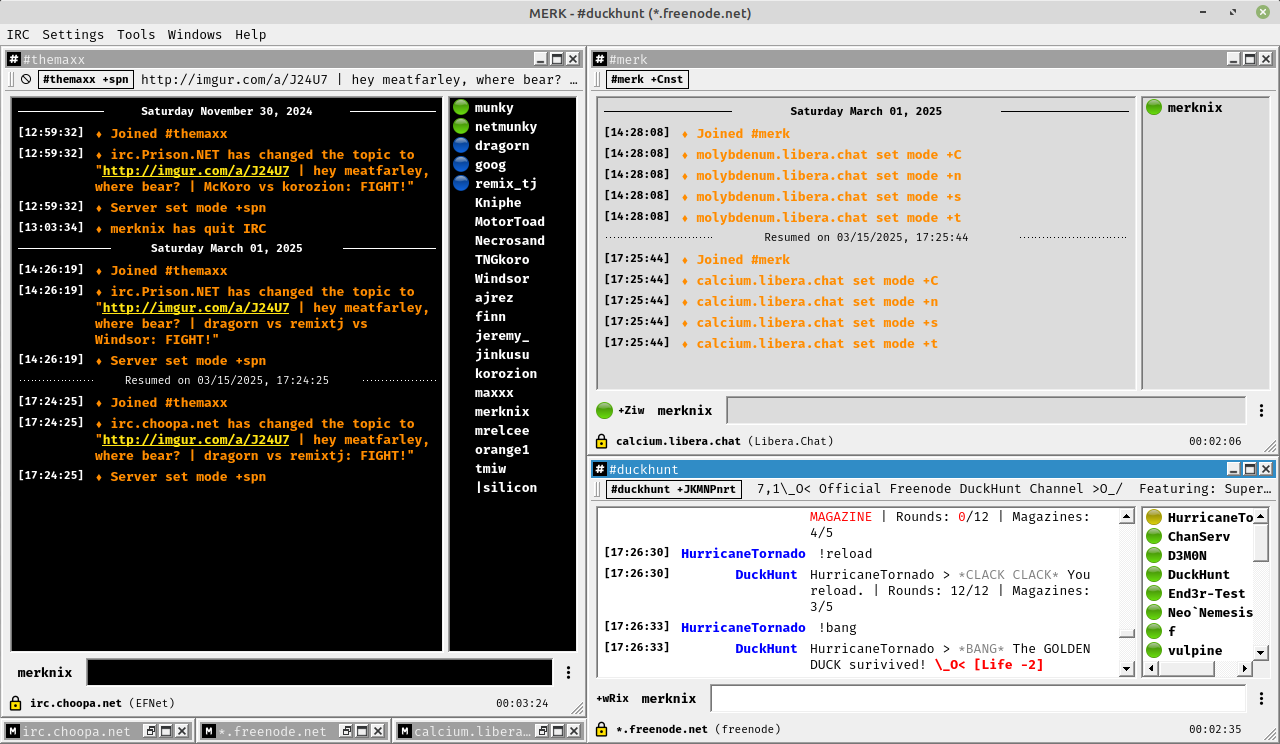 MERK - #duckhunt (*.freenode.net)
IRC Settings Tools Windows Help
#themaxx
#themaxx +spn http://imgur.com/a/J24U7 | hey meatfarley, where bear? ...
Saturday November 30, 2024
[12:59:32] ♦ Joined #themaxx
[12:59:32] ♦ irc.Prison.NET has changed the topic to
"http://imgur.com/a/J24U7 | hey meatfarley,
where bear? | McKoro vs korozion: FIGHT!"
[12:59:32] ♦ Server set mode +spn
[13:03:34] ♦ merknix has quit IRC
Saturday March 01, 2025
[14:26:19] ♦ Joined #themaxx
[14:26:19] ♦ irc.Prison.NET has changed the topic to
"http://imgur.com/a/J24U7 | hey meatfarley,
where bear? | dragorn vs remixtj vs
Windsor: FIGHT!"
[14:26:19] ♦ Server set mode +spn
Resumed on 03/15/2025, 17:24:25
[17:24:25] ♦ Joined #themaxx
[17:24:25] ♦ irc.choopa.net has changed the topic to
"http://imgur.com/a/J24U7 | hey meatfarley,
where bear? | dragorn vs remixtj: FIGHT!"
[17:24:25] ♦ Server set mode +spn
munky
netmunky
dragorn
goog
remix_tj
Kniphe
MotorToad
Necrosand
TNGkoro
Windsor
ajrez
finn
jeremy_
jinkusu
korozion
maxxx
merknix
mrelcee
orange1
tmiw
|silicon
merknix
irc.choopa.net (EFNet) 00:03:24
#merk
#merk +Cnst
Saturday March 01, 2025
[14:28:08] ♦ Joined #merk
[14:28:08] ♦ molybdenum.libera.chat set mode +C
[14:28:08] ♦ molybdenum.libera.chat set mode +n
[14:28:08] ♦ molybdenum.libera.chat set mode +s
[14:28:08] ♦ molybdenum.libera.chat set mode +t
Resumed on 03/15/2025, 17:25:44
[17:25:44] ♦ Joined #merk
[17:25:44] ♦ calcium.libera.chat set mode +C
[17:25:44] ♦ calcium.libera.chat set mode +n
[17:25:44] ♦ calcium.libera.chat set mode +s
[17:25:44] ♦ calcium.libera.chat set mode +t
merknix
+Ziw merknix
calcium.libera.chat (Libera.Chat) 00:02:06
#duckhunt
#duckhunt +JKMNPnrt 7,1\_O< Official Freenode DuckHunt Channel >O_/ Featuring: Super...
MAGAZINE | Rounds: 0/12 | Magazines:
4/5
[17:26:30] HurricaneTornado !reload
[17:26:30] DuckHunt HurricaneTornado > *CLACK CLACK* You
reload. | Rounds: 12/12 | Magazines:
3/5
[17:26:33] HurricaneTornado !bang
[17:26:33] DuckHunt HurricaneTornado > *BANG* The GOLDEN
DUCK surivived! \_O< [Life -2]
HurricaneTo
ChanServ
D3M0N
DuckHunt
End3r-Test
Neo`Nemesis
f
vulpine
+wRix merknix
*.freenode.net (freenode) 00:02:35
M irc.choopa.net M *.freenode.net M calcium.libera...